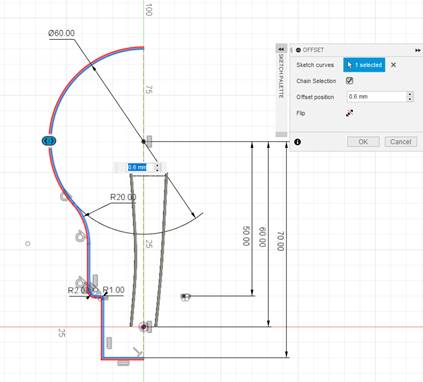 100
Ø60.00
75
0.6 mm
R20.00
25
50.00
60.00
70.00
R2.00
R1.00
25
SKETCH PALETTE
OFFSET
Sketch curves
1 selected
Chain Selection
Offset position
0.6 mm
Flip
OK
Cancel